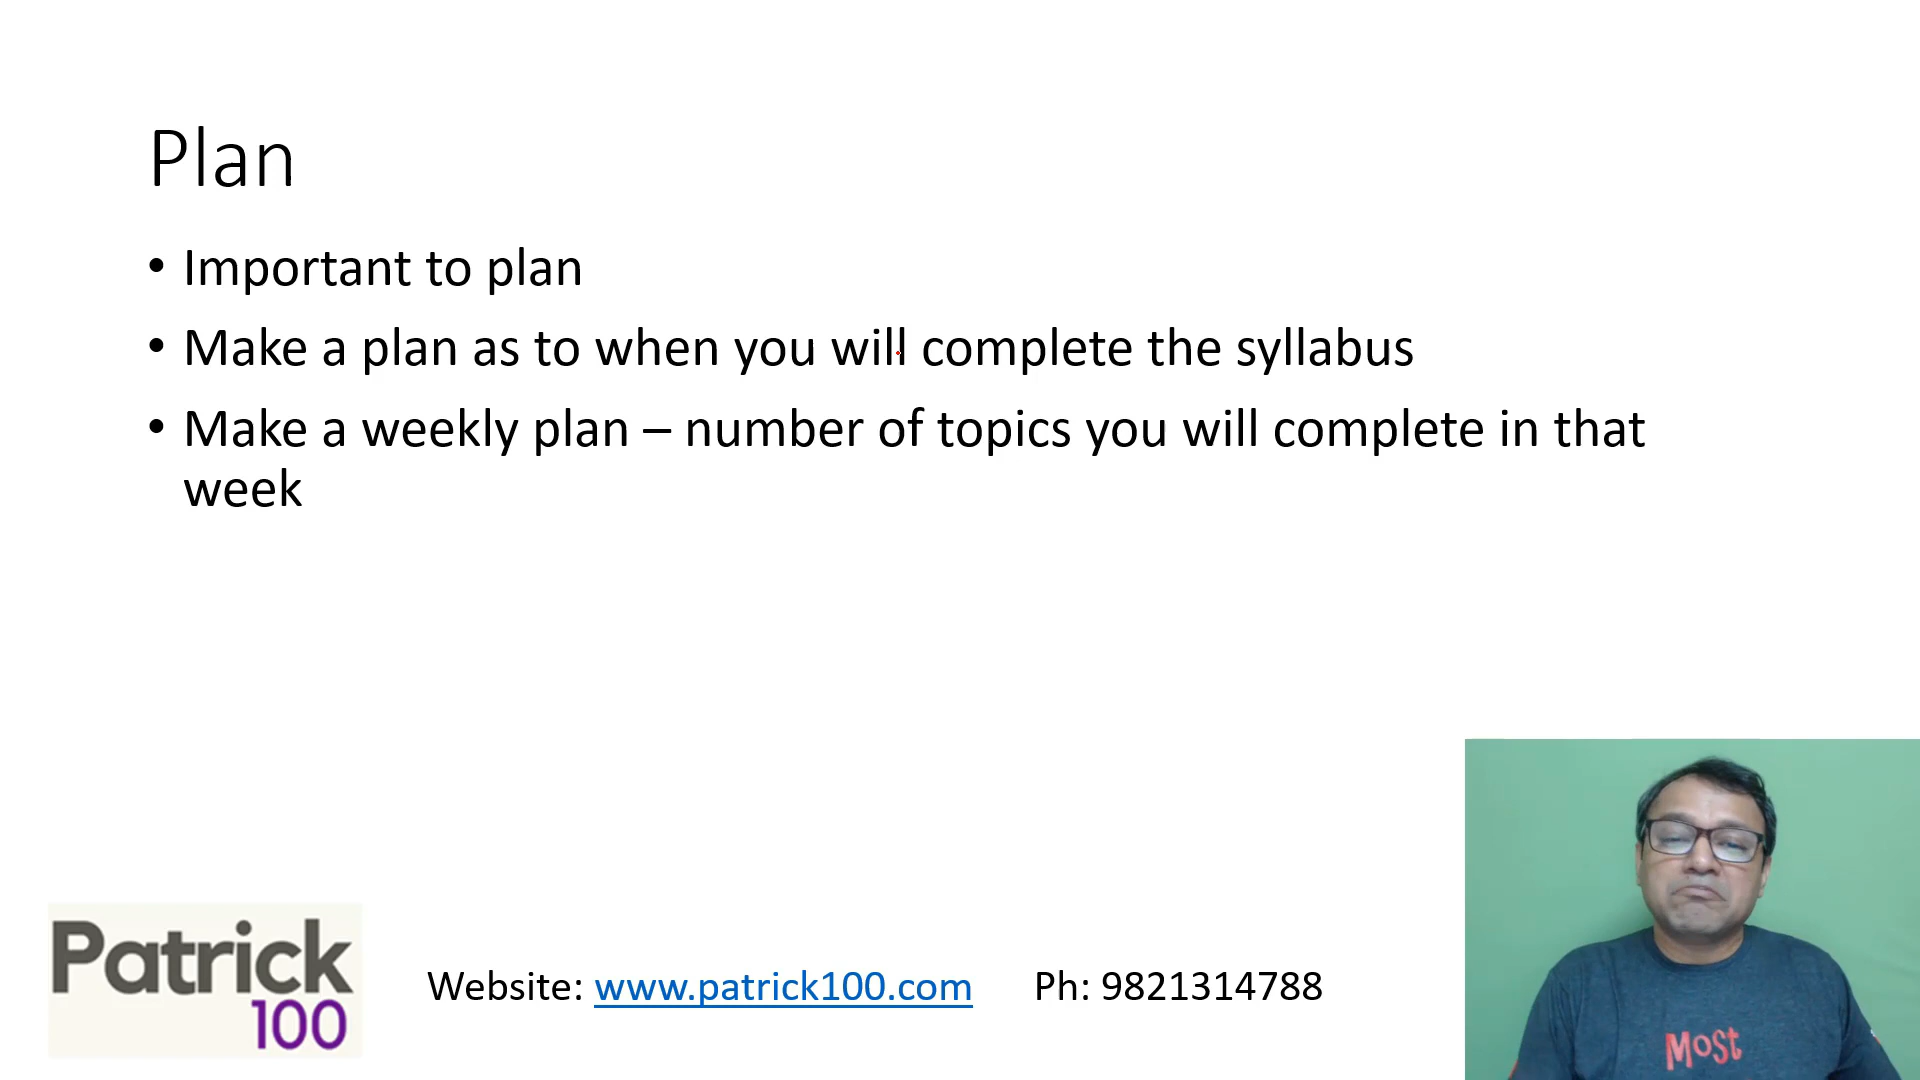 Plan
• Important to plan
• Make a plan as to when you will complete the syllabus
• Make a weekly plan – number of topics you will complete in that
week
Patrick
100
Website: www.patrick100.com Ph: 9821314788
MOST